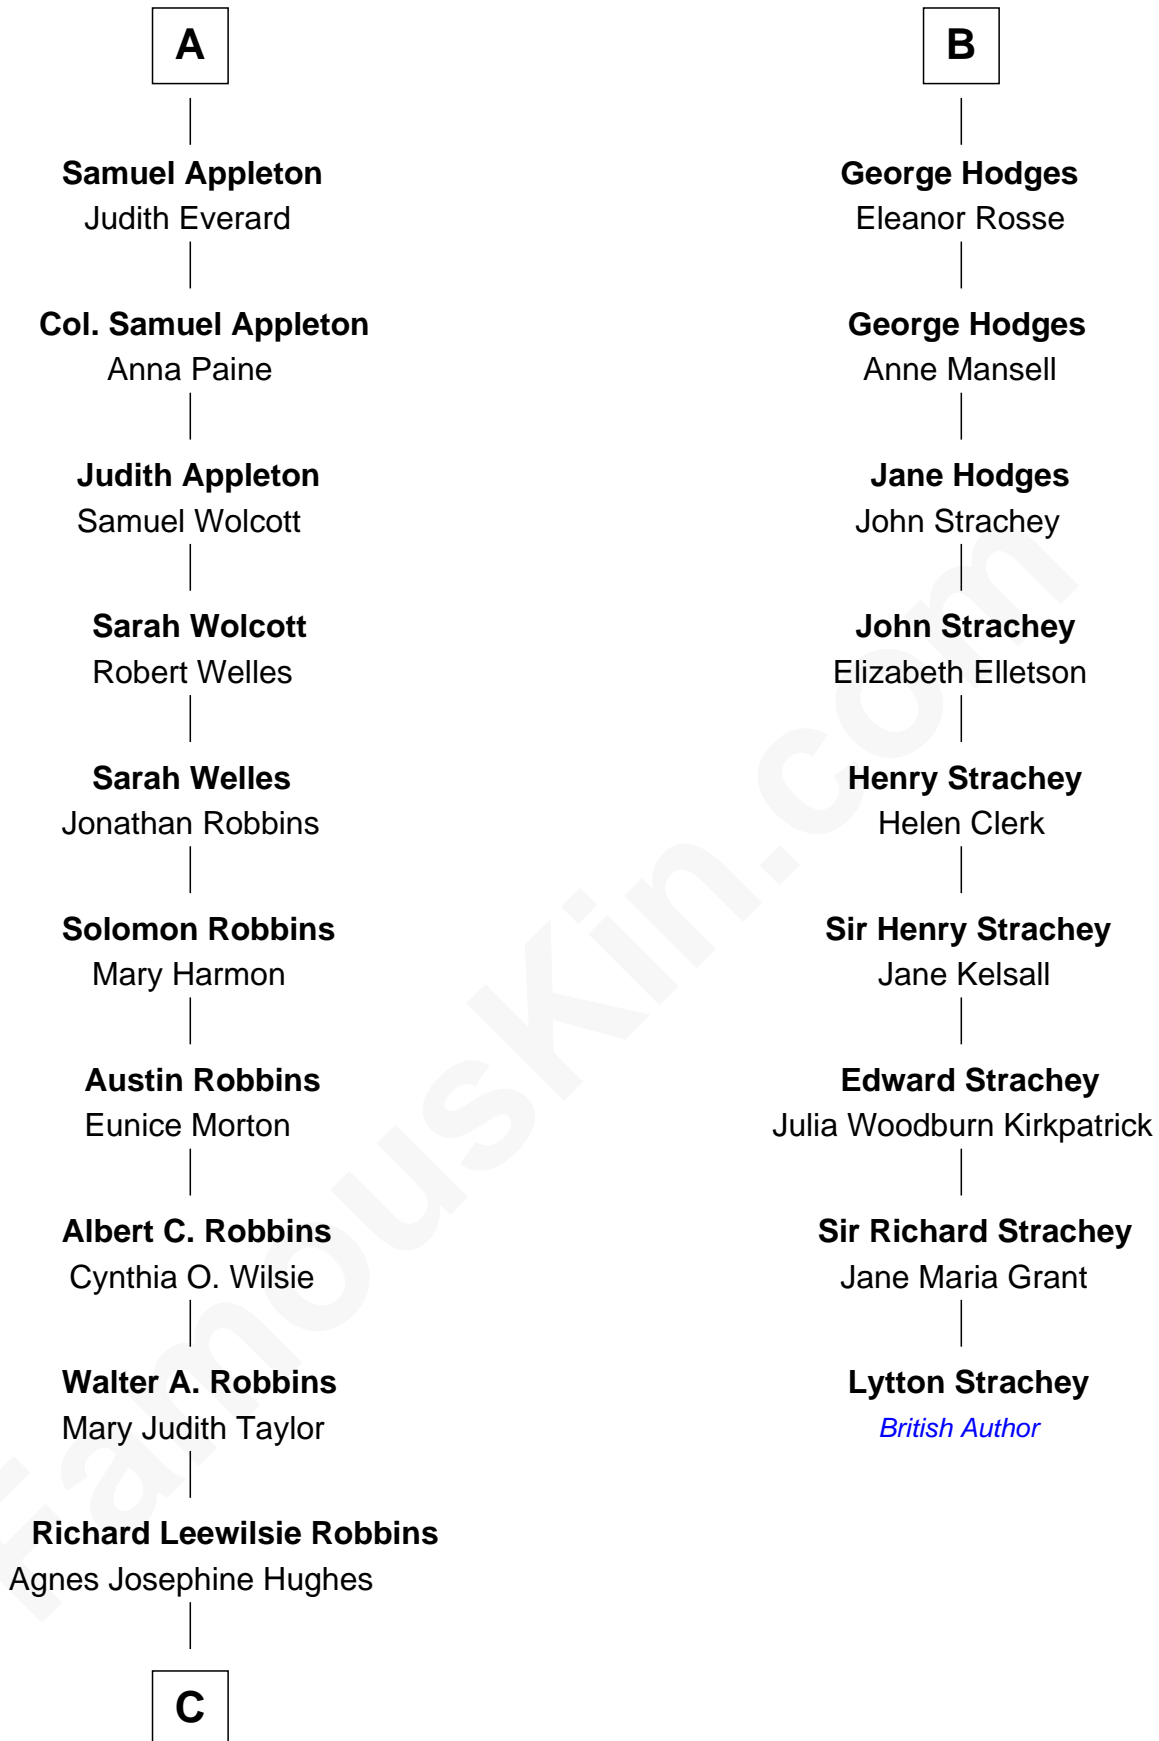 A
Samuel Appleton
Judith Everard
Col. Samuel Appleton
Anna Paine
Judith Appleton
Samuel Wolcott
Sarah Wolcott
Robert Welles
Sarah Welles
Jonathan Robbins
Solomon Robbins
Mary Harmon
Austin Robbins
Eunice Morton
Albert C. Robbins
Cynthia O. Wilsie
Walter A. Robbins
Mary Judith Taylor
Richard Leewilsie Robbins
Agnes Josephine Hughes
C
B
George Hodges
Eleanor Rosse
George Hodges
Anne Mansell
Jane Hodges
John Strachey
John Strachey
Elizabeth Elletson
Henry Strachey
Helen Clerk
Sir Henry Strachey
Jane Kelsall
Edward Strachey
Julia Woodburn Kirkpatrick
Sir Richard Strachey
Jane Maria Grant
Lytton Strachey
British Author
FamousKin.com